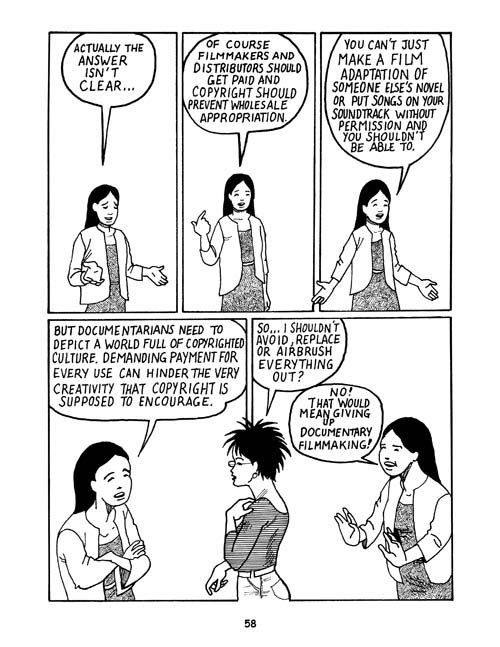 ACTUALLY THE
ANSWER
ISN'T
CLEAR...
OF COURSE
FILMMAKERS AND
DISTRIBUTORS SHOULD
GET PAID AND
COPYRIGHT SHOULD
PREVENT WHOLESALE
APPROPRIATION.
YOU CAN'T JUST
MAKE A FILM
ADAPTATION OF
SOMEONE ELSE'S NOVEL
OR PUT SONGS ON YOUR
SOUNDTRACK WITHOUT
PERMISSION AND
YOU SHOULDN'T
BE ABLE TO.
BUT DOCUMENTARIANS NEED TO
DEPICT A WORLD FULL OF COPYRIGHTED
CULTURE. DEMANDING PAYMENT FOR
EVERY USE CAN HINDER THE VERY
CREATIVITY THAT COPYRIGHT IS
SUPPOSED TO ENCOURAGE.
SO... I SHOULDN'T
AVOID, REPLACE
OR AIRBRUSH
EVERYTHING
OUT?
NO!
THAT WOULD
MEAN GIVING
UP
DOCUMENTARY
FILMMAKING!
58